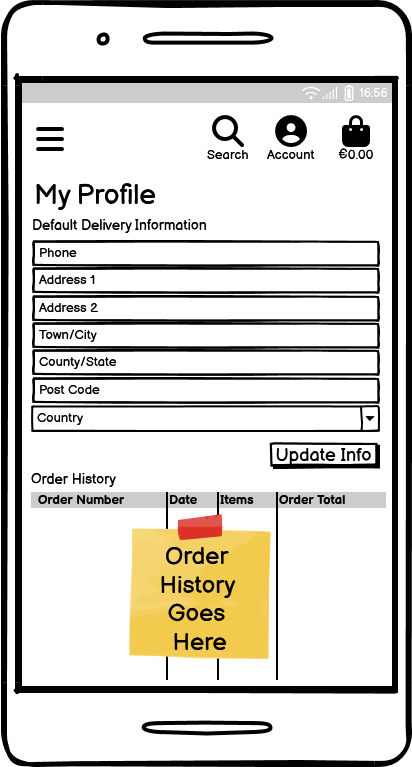 16:56
Search Account €0.00
My Profile
Default Delivery Information
Phone
Address 1
Address 2
Town/City
County/State
Post Code
Country
Update Info
Order History
Order Number Date Items Order Total
Order
History
Goes
Here